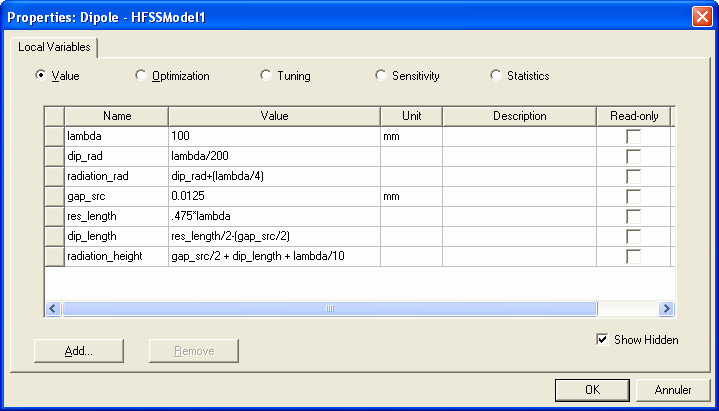 Properties: Dipole - HFSSModel1
Local Variables
Value Optimization Tuning Sensitivity Statistics
Name Value Unit Description Read-only
lambda 100 mm
dip_rad lambda/200
radiation_rad dip_rad+(lambda/4)
gap_src 0.0125 mm
res_length .475*lambda
dip_length res_length/2-(gap_src/2)
radiation_height gap_src/2 + dip_length + lambda/10
Show Hidden
Add... Remove
OK Annuler